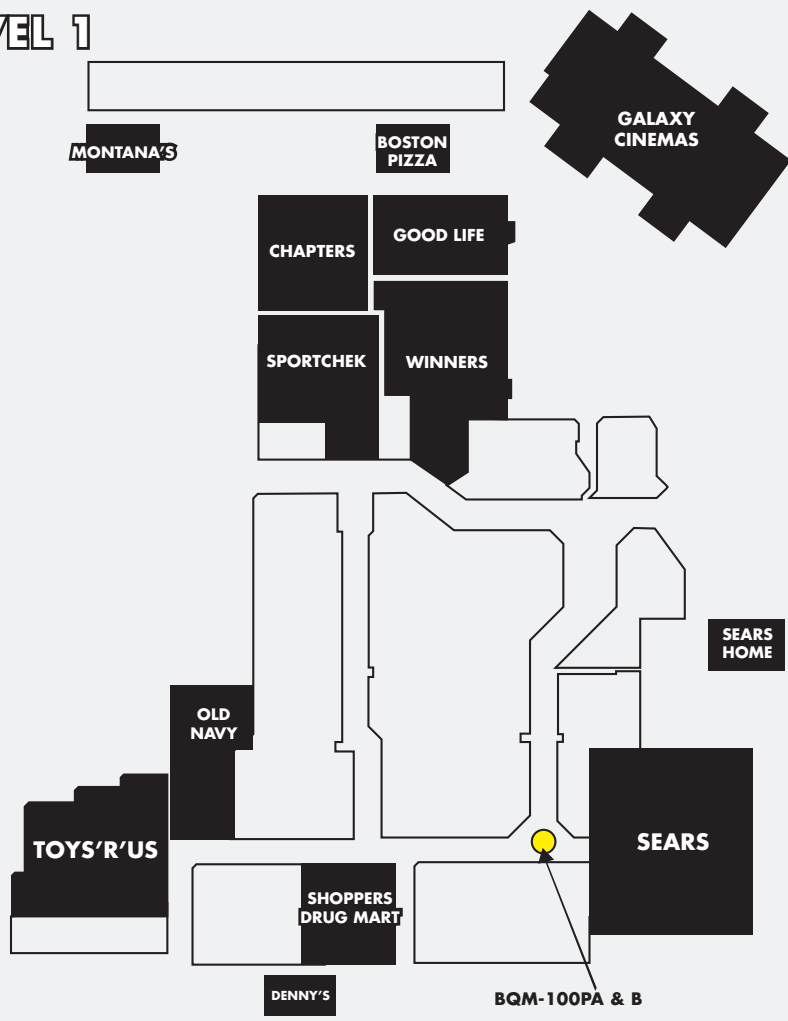 VEL 1
GALAXY
CINEMAS
MONTANA'S
BOSTON
PIZZA
CHAPTERS
GOOD LIFE
SPORTCHEK
WINNERS
SEARS
HOME
OLD
NAVY
TOYS'R'US
SEARS
SHOPPERS
DRUG MART
DENNY'S
BQM-100PA & B